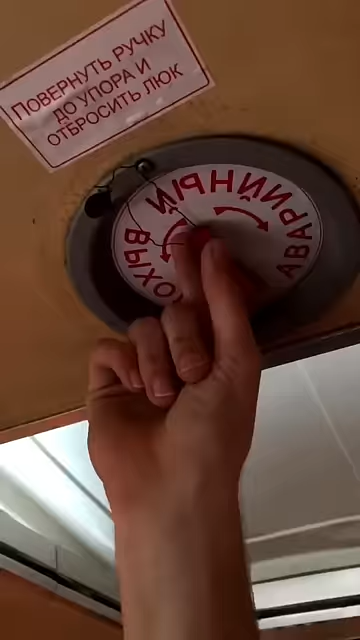 ПОВЕРНУТЬ РУЧКУ
ДО УПОРА И
ОТБРОСИТЬ ЛЮК
АВАРИЙНЫЙ
ВЫХОД